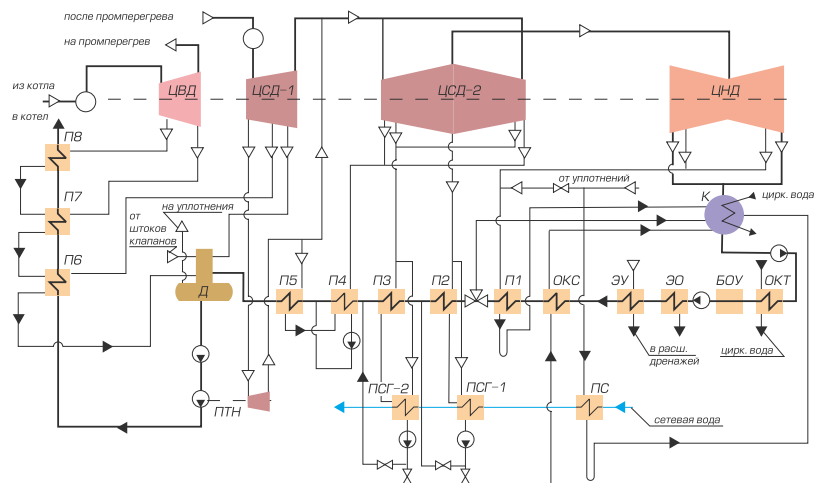 после промперегрева
на промперегрев
из котла
в котел
ЦВД
ЦСД-1
ЦСД-2
ЦНД
П8
П7
П6
на уплотнения
от
штоков
клапанов
от уплотнений
К
цирк. вода
Д
П5
П4
П3
П2
П1
ОКС
ЭУ
ЭО
БОУ
ОКТ
в расш.
дренажей
цирк. вода
ПТН
ПСГ-2
ПСГ-1
ПС
сетевая вода